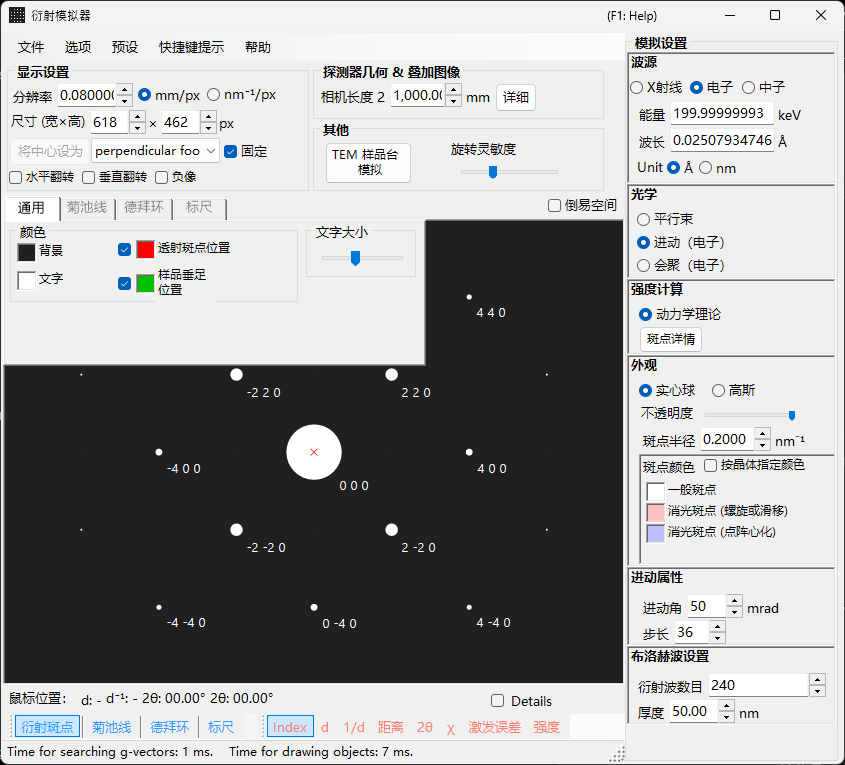 衍射模拟器 (F1: Help)
文件 选项 预设 快捷键提示 帮助
显示设置
分辨率 0.08000( mm/px nm⁻¹/px
尺寸 (宽×高) 618 × 462 px
将中心设为 perpendicular foo 固定
水平翻转 垂直翻转 负像
探测器几何 & 叠加图像
相机长度 2 1,000.0( mm 详细
其他
TEM 样品台
模拟
旋转灵敏度
通用 菊池线 德拜环 标尺 倒易空间
颜色
背景 透射斑点位置
文字 样品垂足
位置
文字大小
4 4 0
-2 2 0 2 2 0
-4 0 0 0 0 0 4 0 0
-2 -2 0 2 -2 0
-4 -4 0 0 -4 0 4 -4 0
鼠标位置: d: - d⁻¹: - 2θ: 00.00° 2θ: 00.00° Details
衍射斑点 菊池线 德拜环 标尺 Index d 1/d 距离 2θ χ 激发误差 强度
Time for searching g-vectors: 1 ms. Time for drawing objects: 7 ms.
模拟设置
波源
X射线 电子 中子
能量 199.99999993 keV
波长 0.02507934746 Å
Unit Å nm
光学
平行束
进动（电子）
会聚（电子）
强度计算
动力学理论
斑点详情
外观
实心球 高斯
不透明度
斑点半径 0.2000 nm⁻¹
斑点颜色 按晶体指定颜色
一般斑点
消光斑点 (螺旋或滑移)
消光斑点 (点阵心化)
进动属性
进动角 50 mrad
步长 36
布洛赫波设置
衍射波数目 240
厚度 50.00 nm